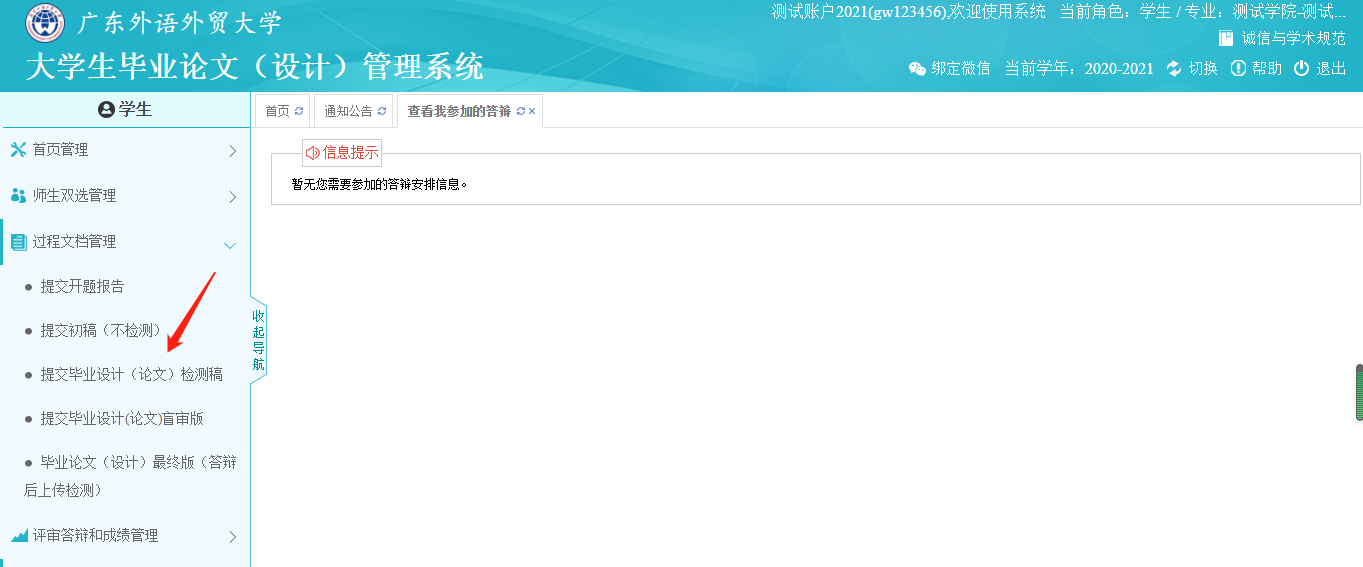 广东外语外贸大学
大学生毕业论文（设计）管理系统
测试账户2021(gw123456),欢迎使用系统 当前角色：学生 / 专业：测试学院-测试...
诚信与学术规范
绑定微信 当前学年：2020-2021 切换 帮助 退出
学生
首页 通知公告 查看我参加的答辩
首页管理
师生双选管理
过程文档管理
提交开题报告
提交初稿（不检测）
提交毕业设计（论文）检测稿
提交毕业设计(论文)盲审版
毕业论文（设计）最终版（答辩
后上传检测）
评审答辩和成绩管理
收起导航
信息提示
暂无您需要参加的答辩安排信息。